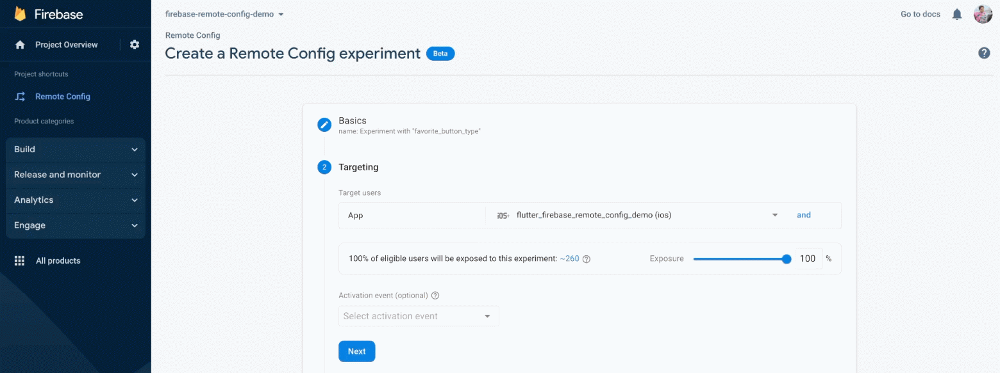 Firebase
firebase-remote-config-demo
Go to docs
Project Overview
Remote Config
Create a Remote Config experiment Beta
?
Project shortcuts
Remote Config
Product categories
Build
Release and monitor
Analytics
Engage
All products
Basics
name: Experiment with "favorite_button_type"
2 Targeting
Target users
App iOS+ flutter_firebase_remote_config_demo (ios) and
100% of eligible users will be exposed to this experiment: ~260 ? Exposure 100 %
Activation event (optional) ?
Select activation event
Next